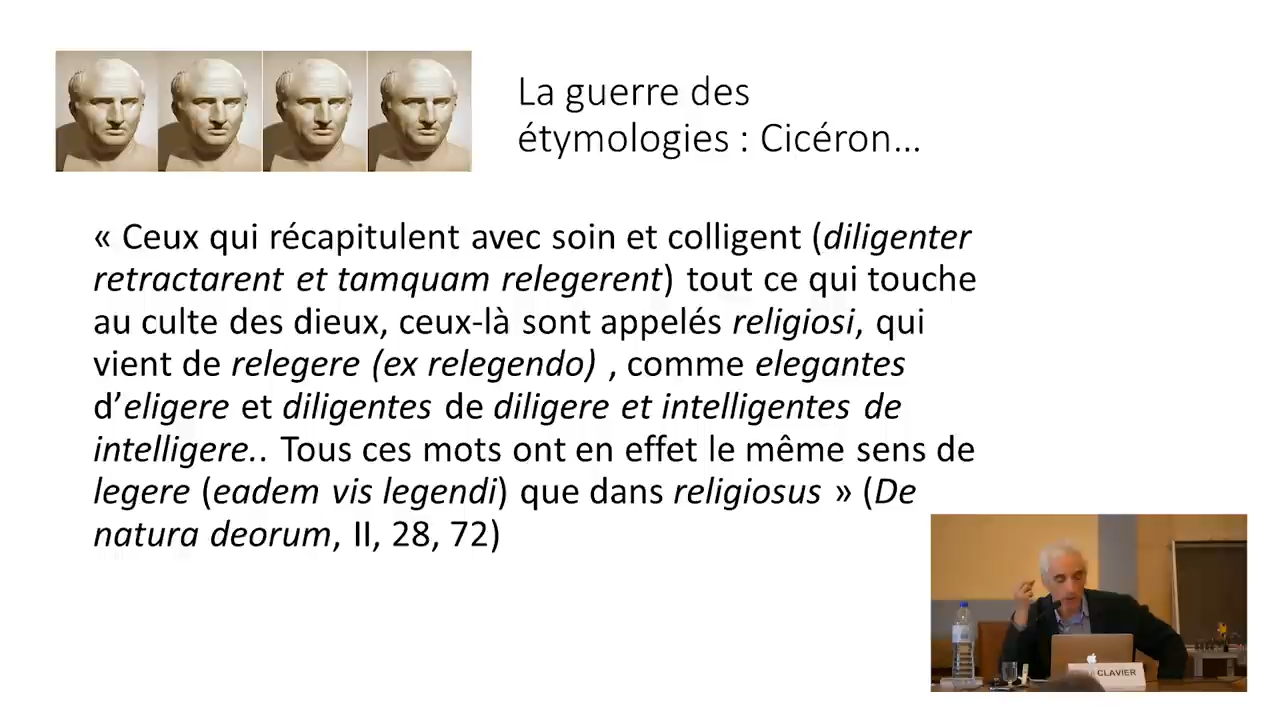 La guerre des
étymologies : Cicéron…
« Ceux qui récapitulent avec soin et colligent (diligenter
retractarent et tamquam relegerent) tout ce qui touche
au culte des dieux, ceux-là sont appelés religiosi, qui
vient de relegere (ex relegendo) , comme elegantes
d’eligere et diligentes de diligere et intelligentes de
intelligere.. Tous ces mots ont en effet le même sens de
legere (eadem vis legendi) que dans religiosus » (De
natura deorum, II, 28, 72)
CLAVIER